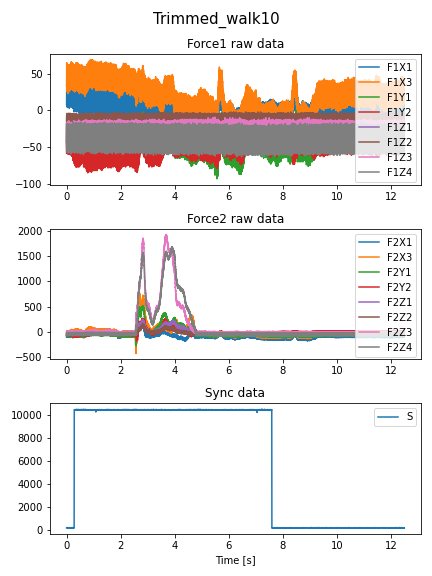 Trimmed_walk10
Force1 raw data
50
0
−50
−100
0
2
4
6
8
10
12
F1X1
F1X3
F1Y1
F1Y2
F1Z1
F1Z2
F1Z3
F1Z4
Force2 raw data
2000
1500
1000
500
0
−500
0
2
4
6
8
10
12
F2X1
F2X3
F2Y1
F2Y2
F2Z1
F2Z2
F2Z3
F2Z4
Sync data
10000
8000
6000
4000
2000
0
0
2
4
6
8
10
12
S
Time [s]